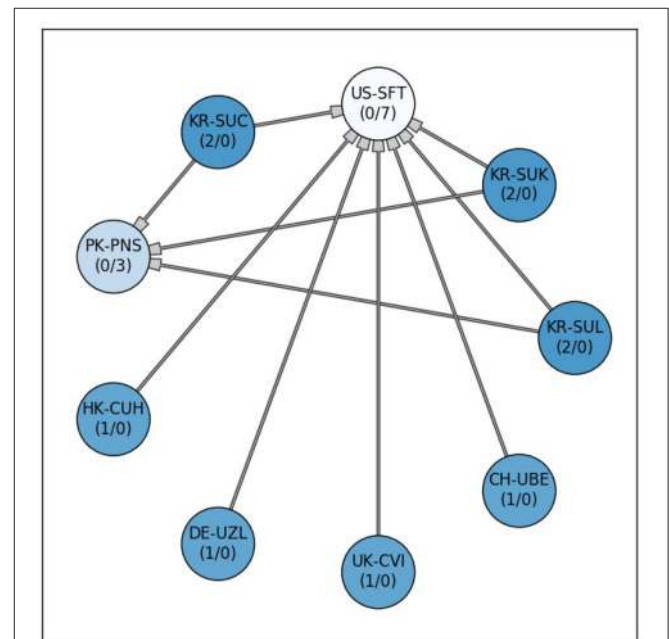 US-SFT
(0/7)
KR-SUC
(2/0)
KR-SUK
(2/0)
PK-PNS
(0/3)
KR-SUL
(2/0)
HK-CUH
(1/0)
CH-UBE
(1/0)
DE-UZL
(1/0)
UK-CVI
(1/0)